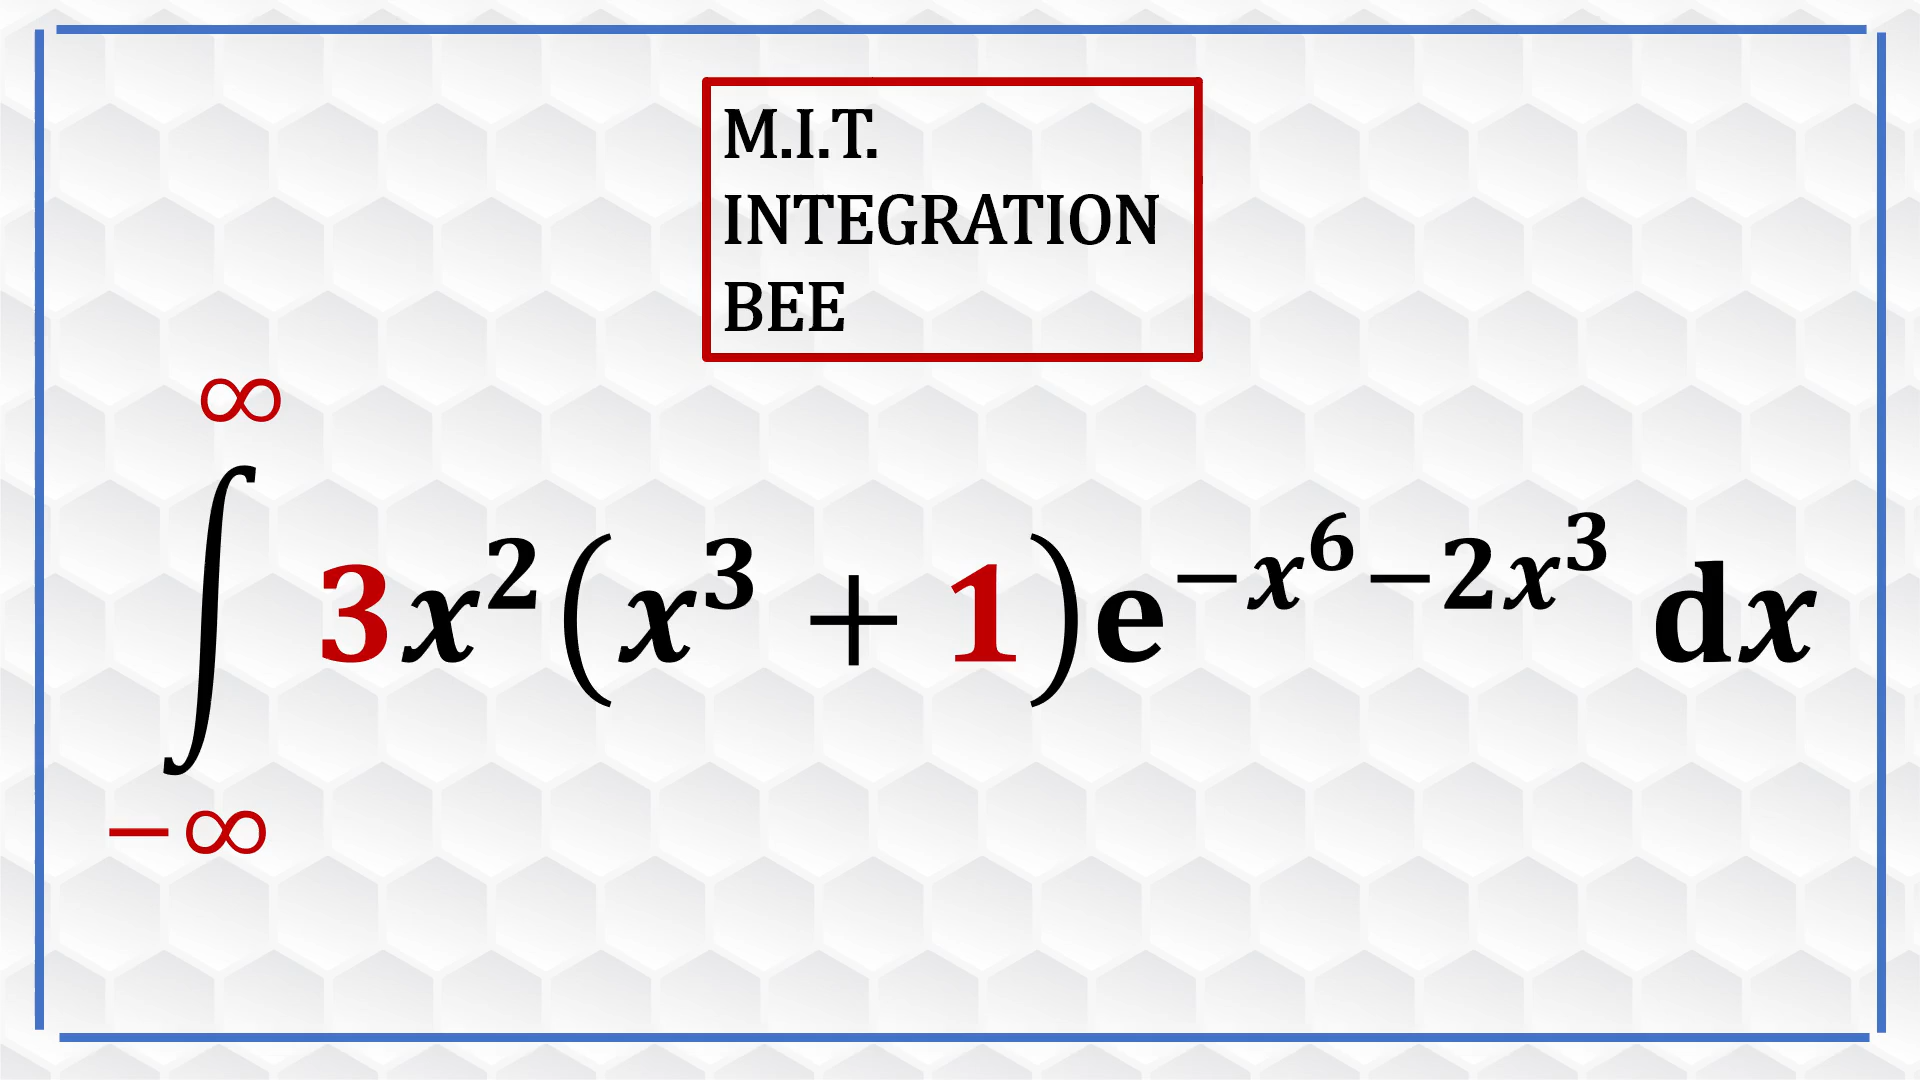 M.I.T.
INTEGRATION
BEE
∫_{−∞}^{∞} 3x²(x³ + 1)e^{−x⁶−2x³} dx